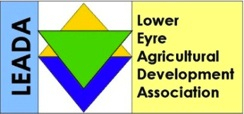 LEADA
Lower
Eyre
Agricultural
Development
Association